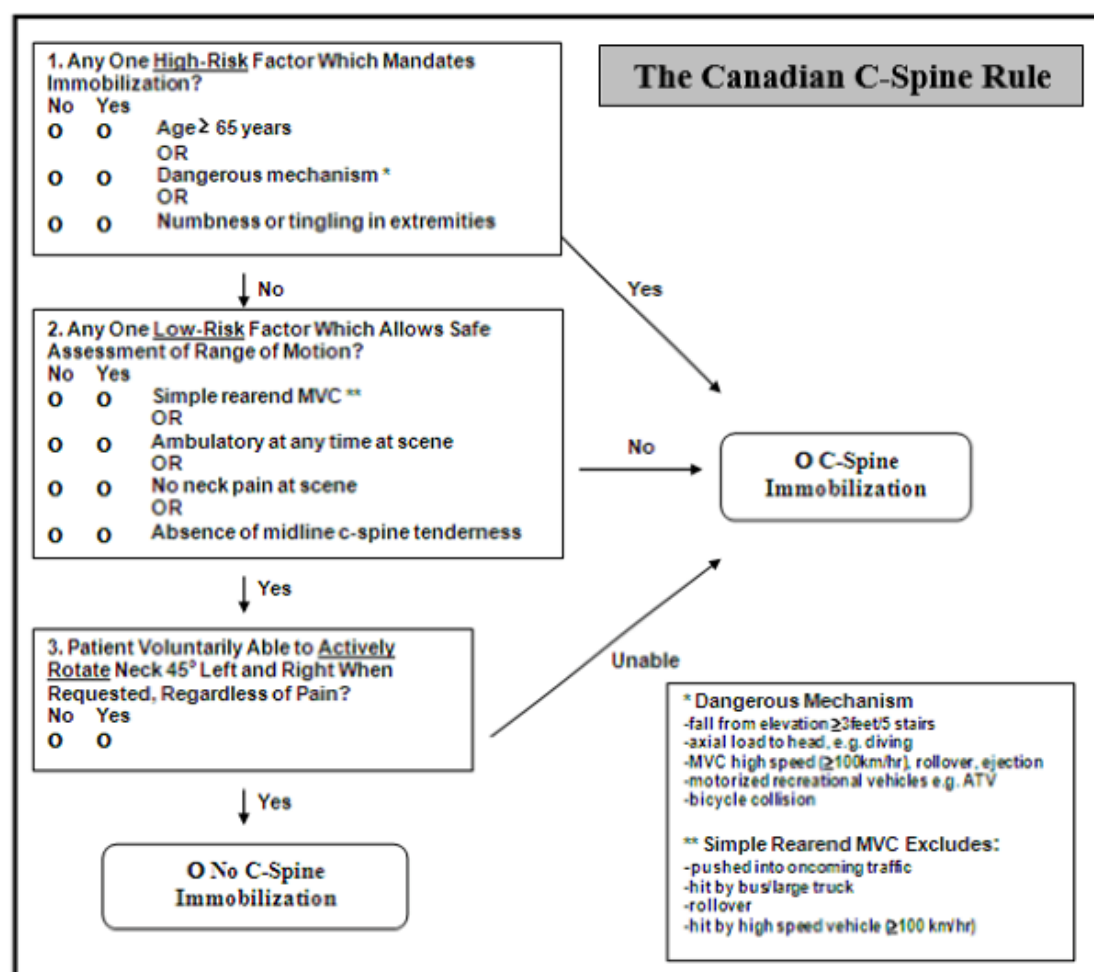 The Canadian C-Spine Rule
1. Any One High-Risk Factor Which Mandates
Immobilization?
No Yes
O O Age ≥ 65 years
OR
O O Dangerous mechanism *
OR
O O Numbness or tingling in extremities
Yes
No
2. Any One Low-Risk Factor Which Allows Safe
Assessment of Range of Motion?
No Yes
O O Simple rearend MVC **
OR
O O Ambulatory at any time at scene
OR
O O No neck pain at scene
OR
O O Absence of midline c-spine tenderness
No
O C-Spine
Immobilization
Yes
3. Patient Voluntarily Able to Actively
Rotate Neck 45° Left and Right When
Requested, Regardless of Pain?
No Yes
O O
Unable
Yes
O No C-Spine
Immobilization
* Dangerous Mechanism
-fall from elevation ≥3feet/5 stairs
-axial load to head, e.g. diving
-MVC high speed (≥100km/hr), rollover, ejection
-motorized recreational vehicles e.g. ATV
-bicycle collision
** Simple Rearend MVC Excludes:
-pushed into oncoming traffic
-hit by bus/large truck
-rollover
-hit by high speed vehicle (≥100 km/hr)